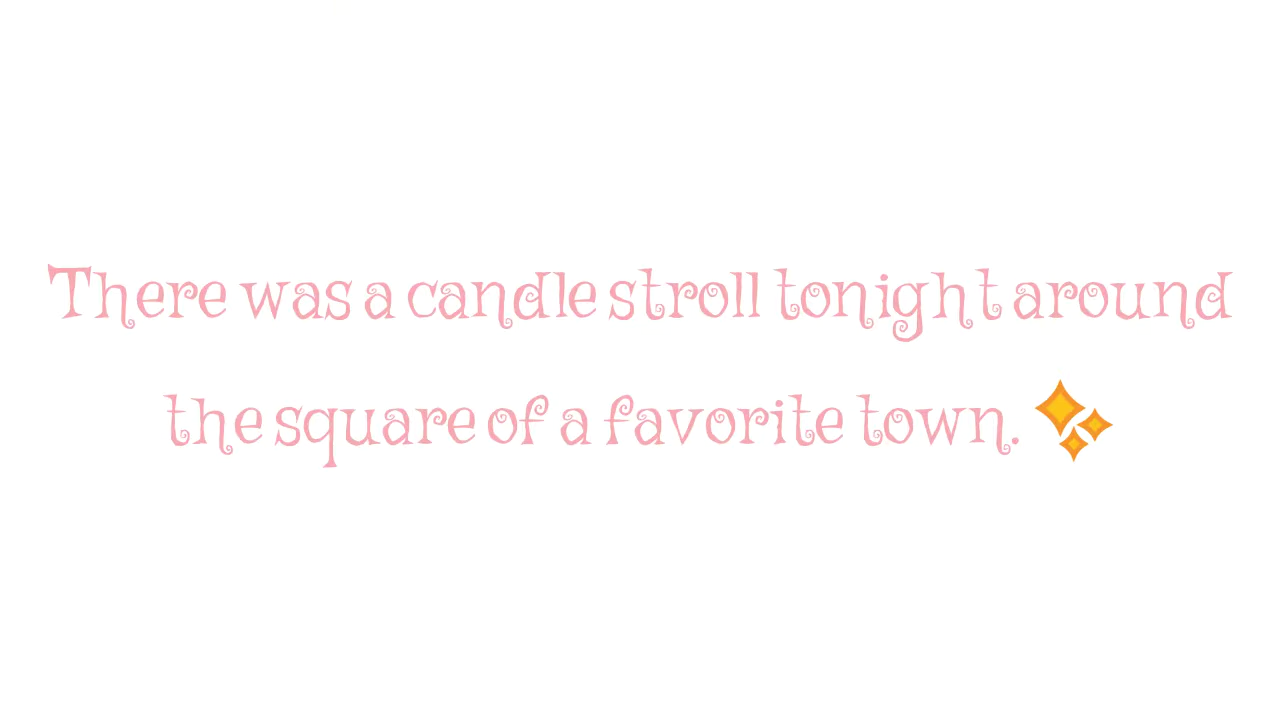 There was a candle stroll tonight around
the square of a favorite town. ✨